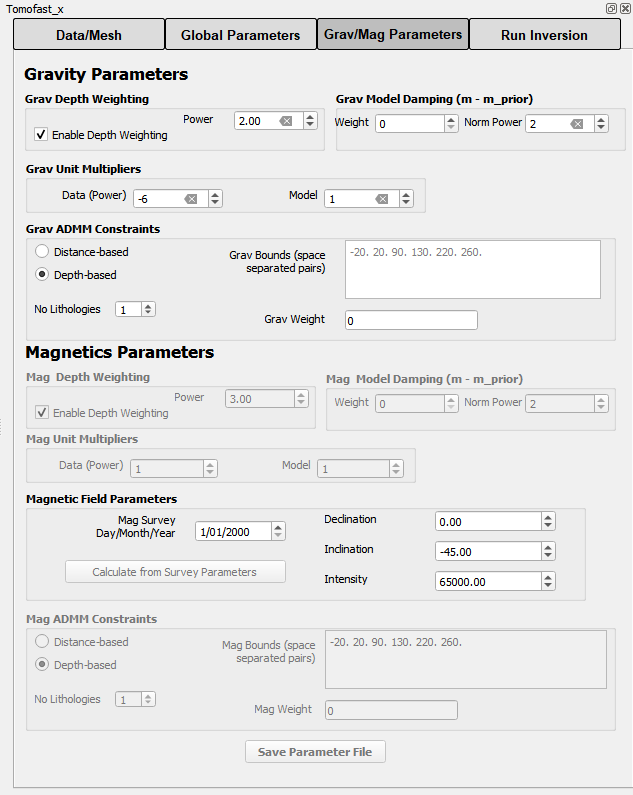 Tomofast_x
Data/Mesh Global Parameters Grav/Mag Parameters Run Inversion
Gravity Parameters
Grav Depth Weighting Grav Model Damping (m - m_prior)
Power 2.00 Weight 0 Norm Power 2
Enable Depth Weighting
Grav Unit Multipliers
Data (Power) -6 Model 1
Grav ADMM Constraints
Distance-based
Depth-based
Grav Bounds (space
separated pairs)
-20. 20. 90. 130. 220. 260.
No Lithologies 1
Grav Weight 0
Magnetics Parameters
Mag Depth Weighting Mag Model Damping (m - m_prior)
Power 3.00 Weight 0 Norm Power 2
Enable Depth Weighting
Mag Unit Multipliers
Data (Power) 1 Model 1
Magnetic Field Parameters
Mag Survey
Day/Month/Year
1/01/2000
Declination 0.00
Inclination -45.00
Calculate from Survey Parameters
Intensity 65000.00
Mag ADMM Constraints
Distance-based
Depth-based
Mag Bounds (space
separated pairs)
-20. 20. 90. 130. 220. 260.
No Lithologies 1
Mag Weight 0
Save Parameter File